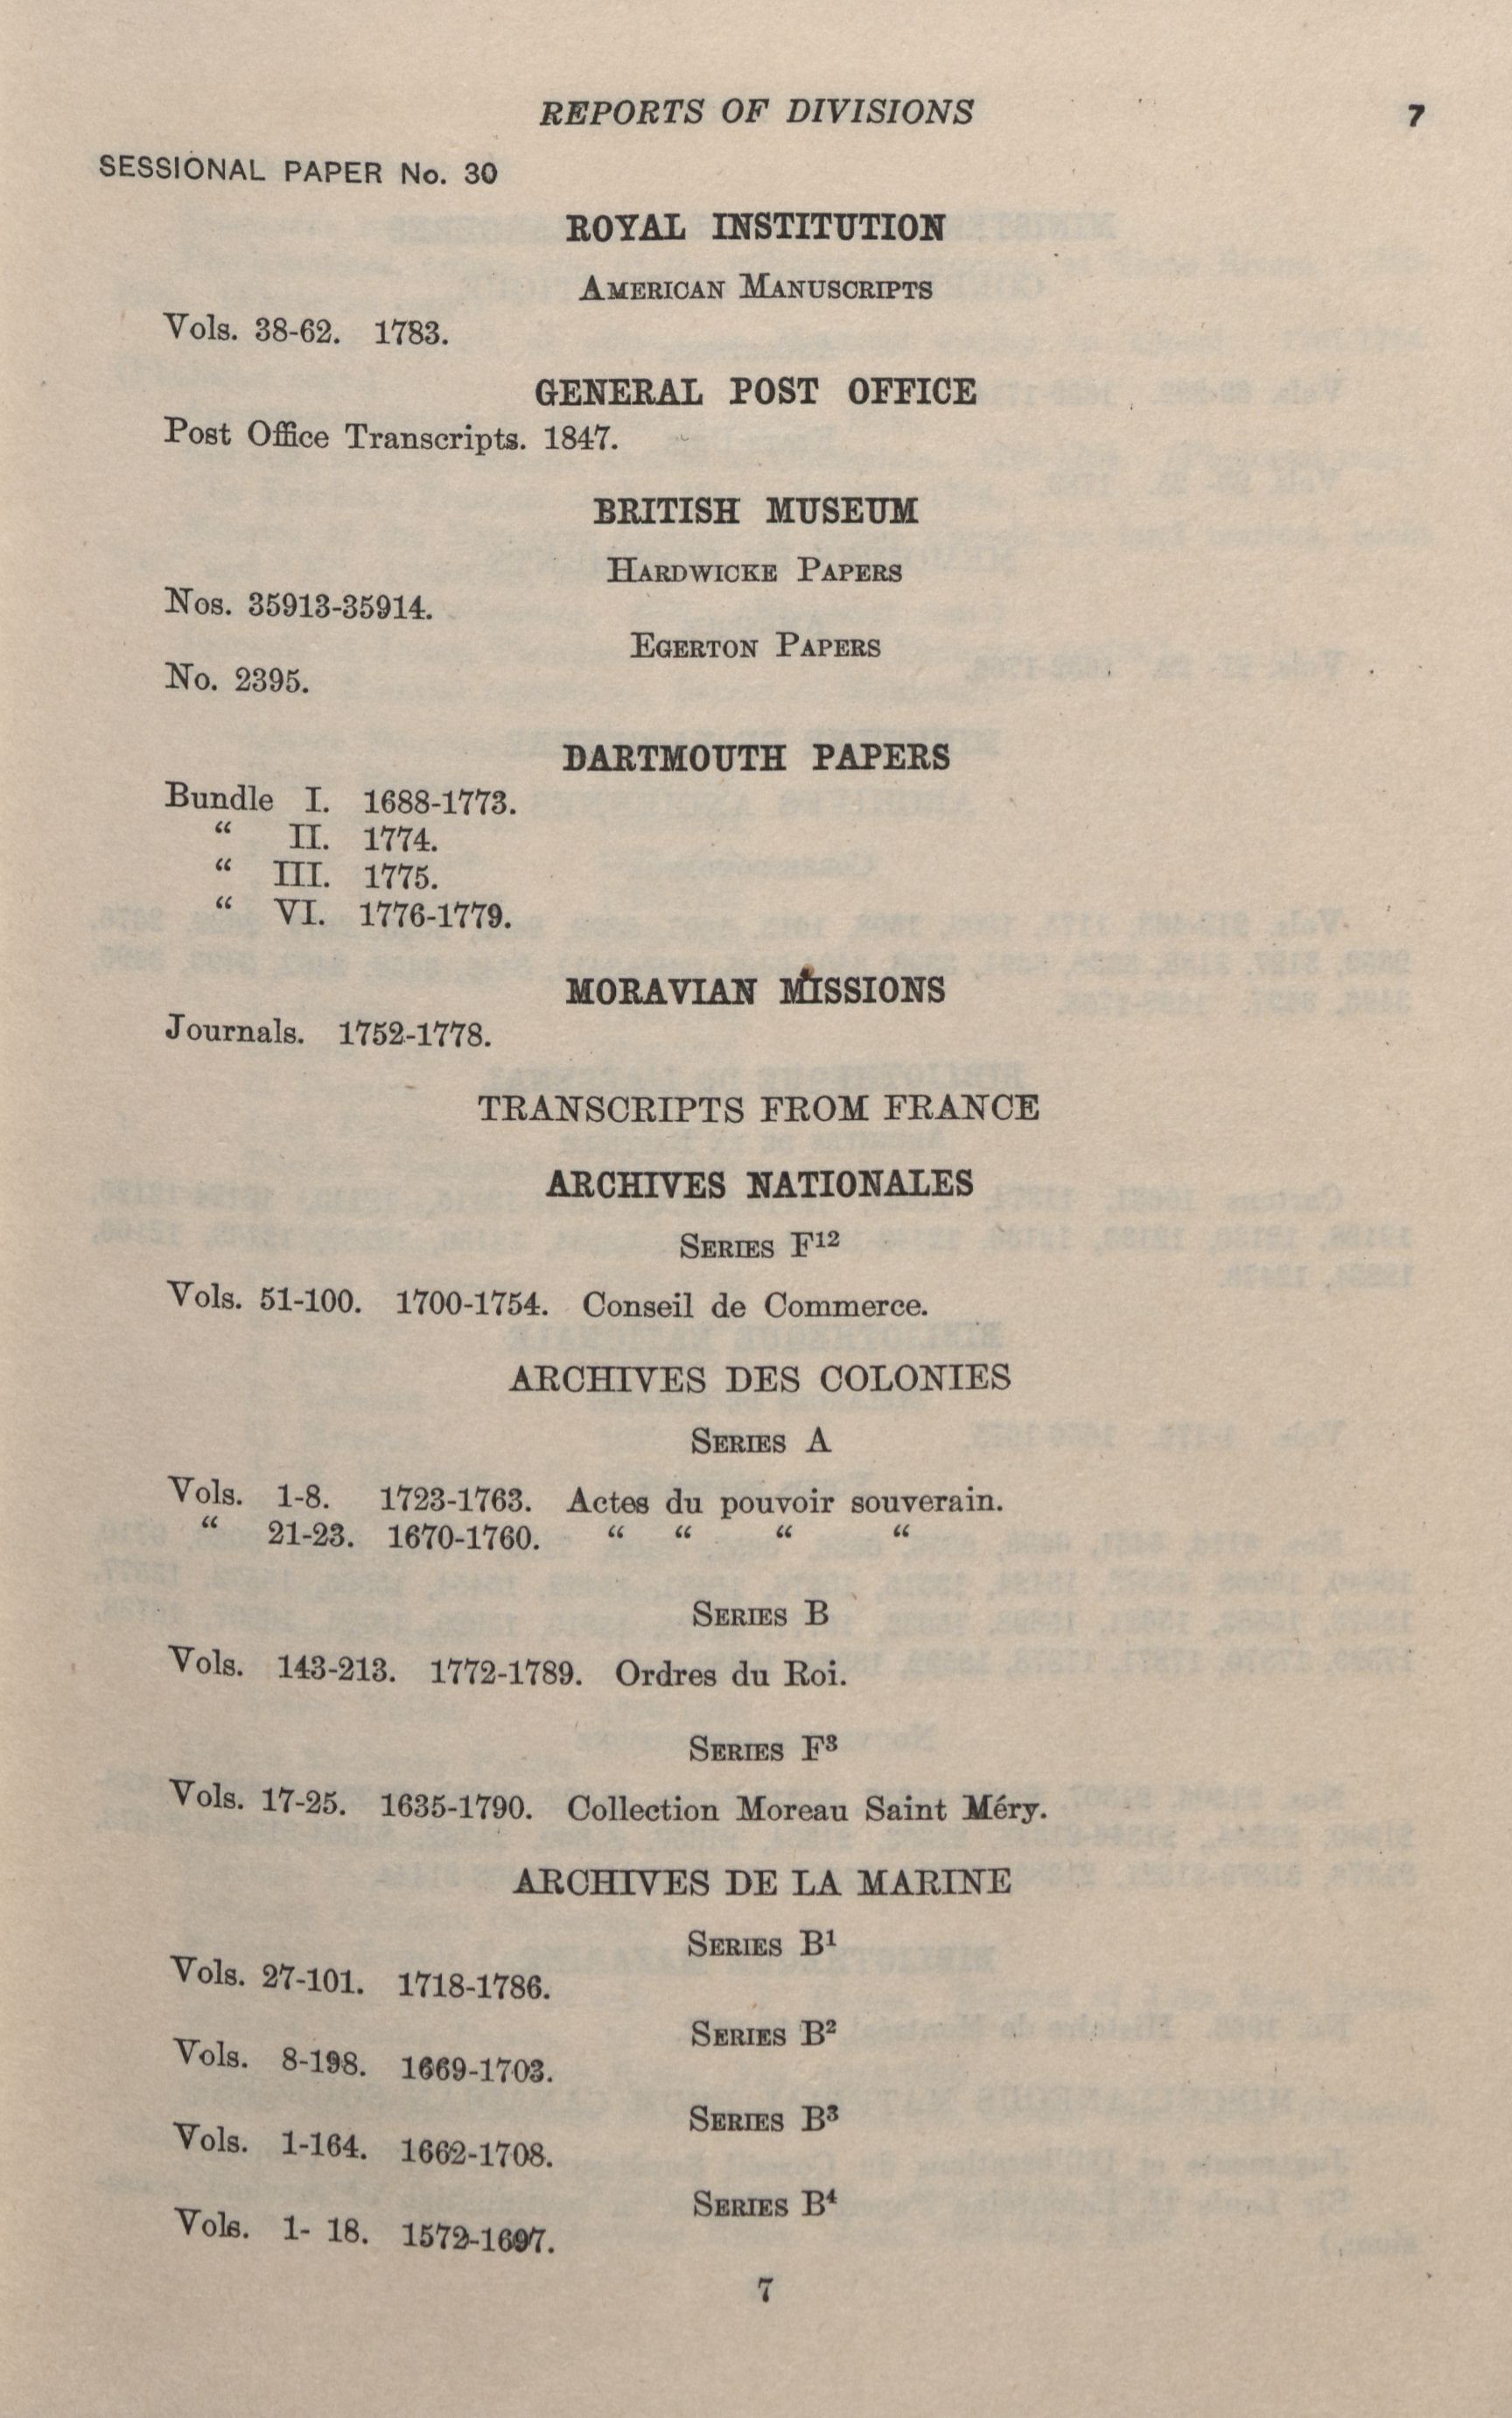 REPORTS OF DIVISIONS 7
SESSIONAL PAPER No. 30
ROYAL INSTITUTION
AMERICAN MANUSCRIPTS
Vols. 38-62. 1783.
GENERAL POST OFFICE
Post Office Transcripts. 1847.
BRITISH MUSEUM
HARDWICKE PAPERS
Nos. 35913-35914.
EGERTON PAPERS
No. 2395.
DARTMOUTH PAPERS
Bundle I. 1688-1773.
“ II. 1774.
“ III. 1775.
“ VI. 1776-1779.
MORAVIAN MISSIONS
Journals. 1752-1778.
TRANSCRIPTS FROM FRANCE
ARCHIVES NATIONALES
SERIES F¹²
Vols. 51-100. 1700-1754. Conseil de Commerce.
ARCHIVES DES COLONIES
SERIES A
Vols. 1-8. 1723-1763. Actes du pouvoir souverain.
“ 21-23. 1670-1760. “ “ “ “
SERIES B
Vols. 143-213. 1772-1789. Ordres du Roi.
SERIES F³
Vols. 17-25. 1635-1790. Collection Moreau Saint Méry.
ARCHIVES DE LA MARINE
SERIES B¹
Vols. 27-101. 1718-1786.
SERIES B²
Vols. 8-198. 1669-1703.
SERIES B³
Vols. 1-164. 1662-1708.
SERIES B⁴
Vols. 1- 18. 1572-1697.
7